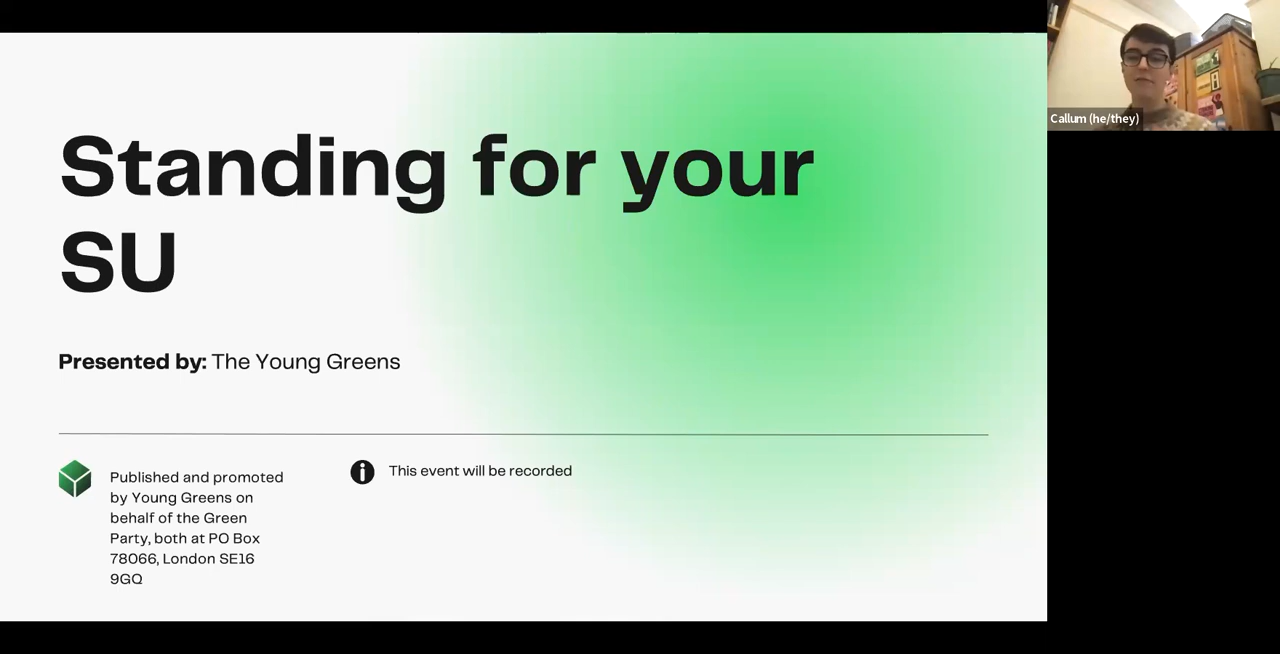 Standing for your
SU
Presented by: The Young Greens
Published and promoted
by Young Greens on
behalf of the Green
Party, both at PO Box
78066, London SE16
9GQ
This event will be recorded
Callum (he/they)